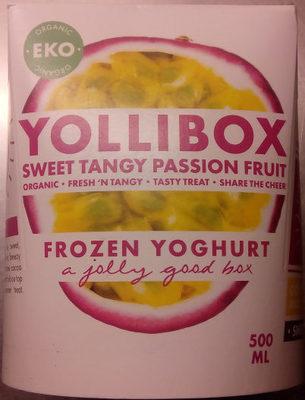 ORGANIC
EKO
ORGANIC
YOLLIBOX
SWEET TANGY PASSION FRUIT
ORGANIC • FRESH 'N TANGY • TASTY TREAT • SHARE THE CHEER
FROZEN YOGHURT
a jolly good box
500
ML